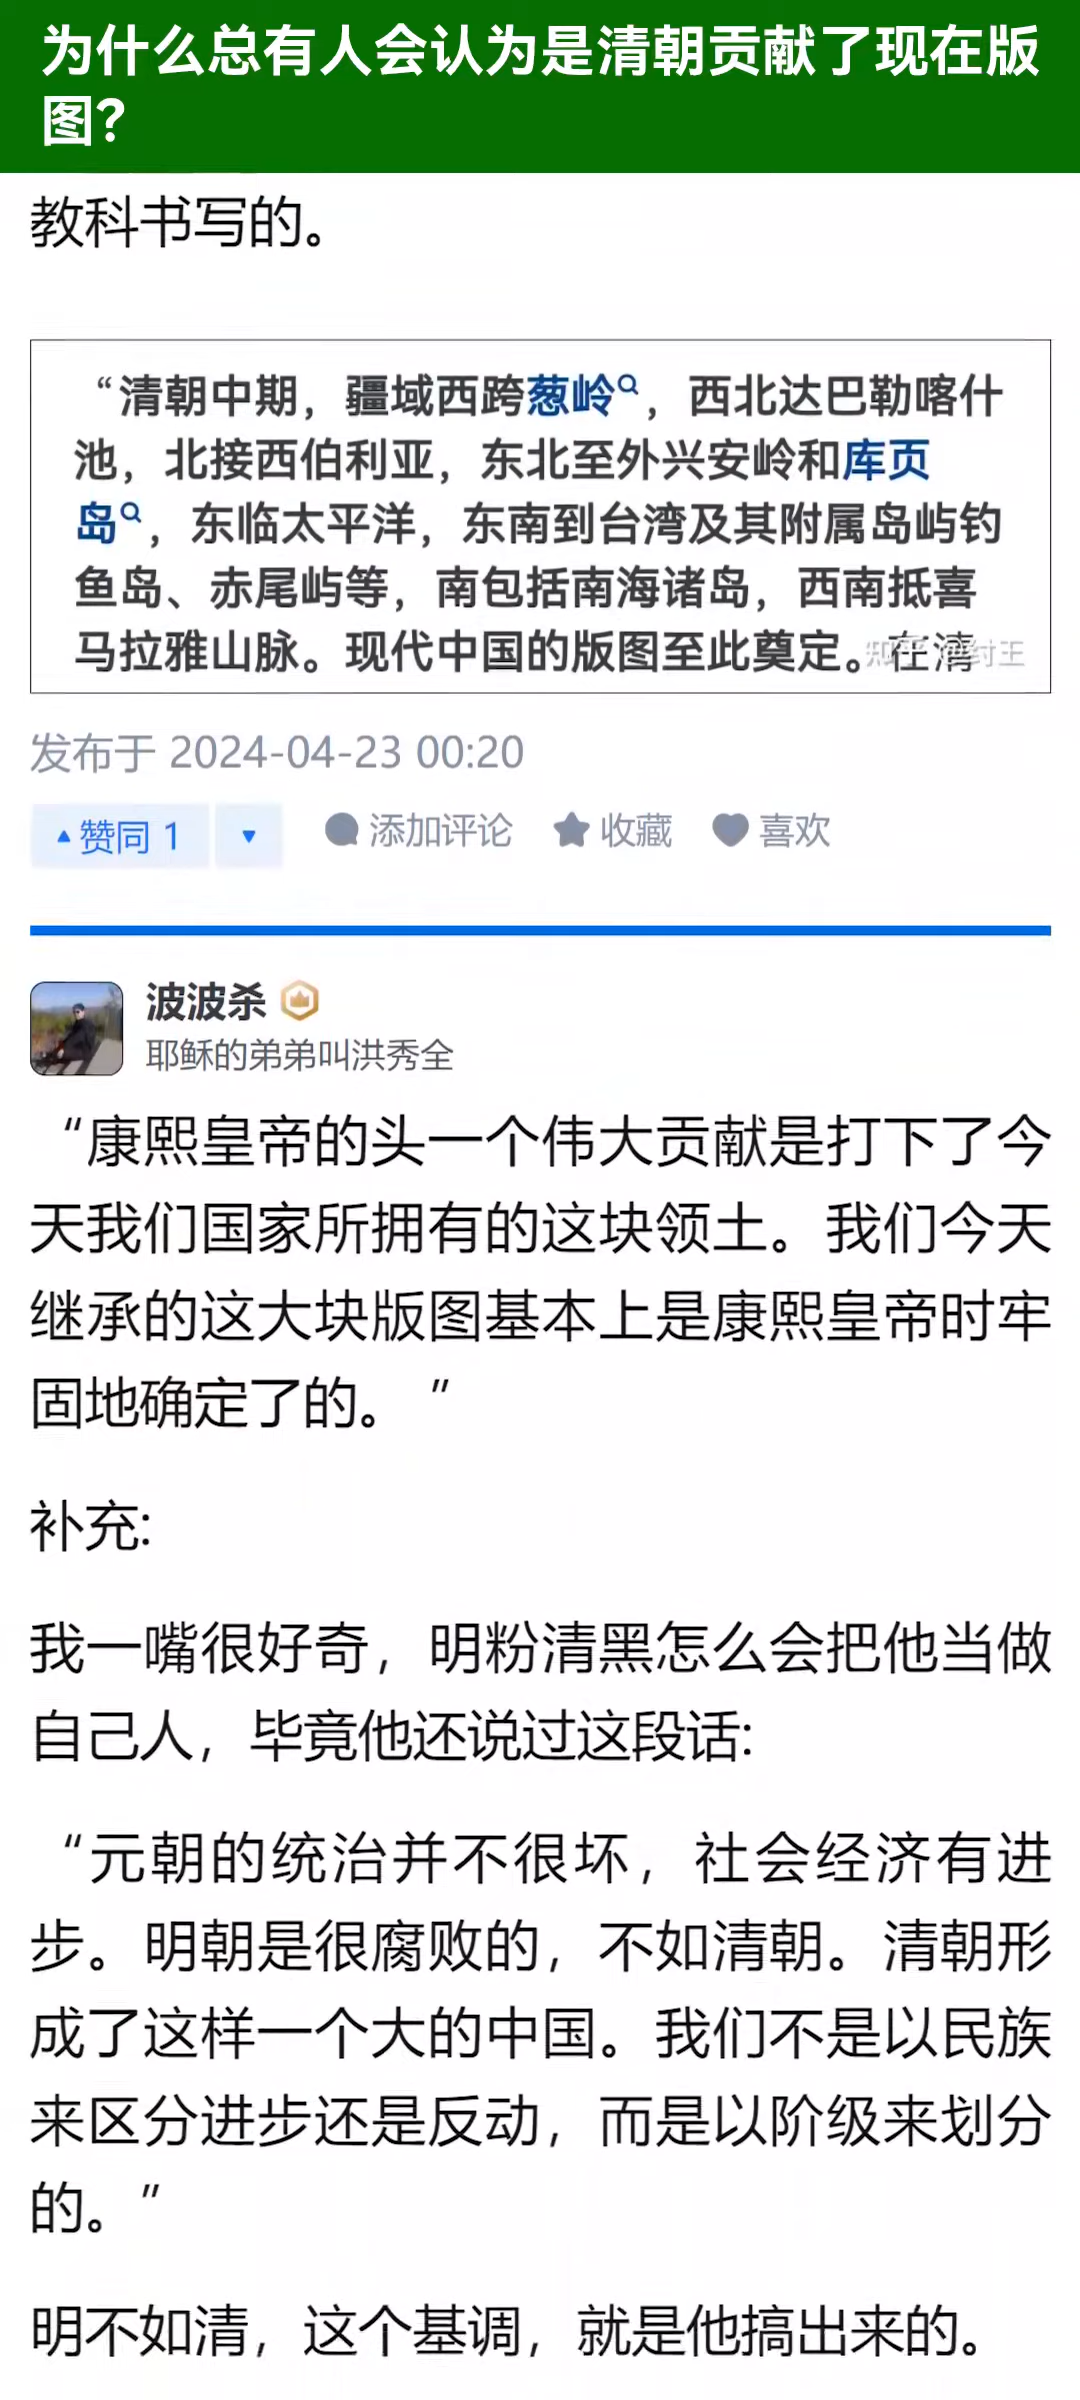 为什么总有人会认为是清朝贡献了现在版
图？
教科书写的。
“清朝中期，疆域西跨葱岭，西北达巴勒喀什
池，北接西伯利亚，东北至外兴安岭和库页
岛，东临太平洋，东南到台湾及其附属岛屿钓
鱼岛、赤尾屿等，南包括南海诸岛，西南抵喜
马拉雅山脉。现代中国的版图至此奠定。在清
知乎 @纣王
发布于 2024-04-23 00:20
赞同 1 添加评论 收藏 喜欢
波波杀
耶稣的弟弟叫洪秀全
“康熙皇帝的头一个伟大贡献是打下了今
天我们国家所拥有的这块领土。我们今天
继承的这大块版图基本上是康熙皇帝时牢
固地确定了的。”
补充:
我一嘴很好奇，明粉清黑怎么会把他当做
自己人，毕竟他还说过这段话:
“元朝的统治并不很坏，社会经济有进
步。明朝是很腐败的，不如清朝。清朝形
成了这样一个大的中国。我们不是以民族
来区分进步还是反动，而是以阶级来划分
的。”
明不如清，这个基调，就是他搞出来的。